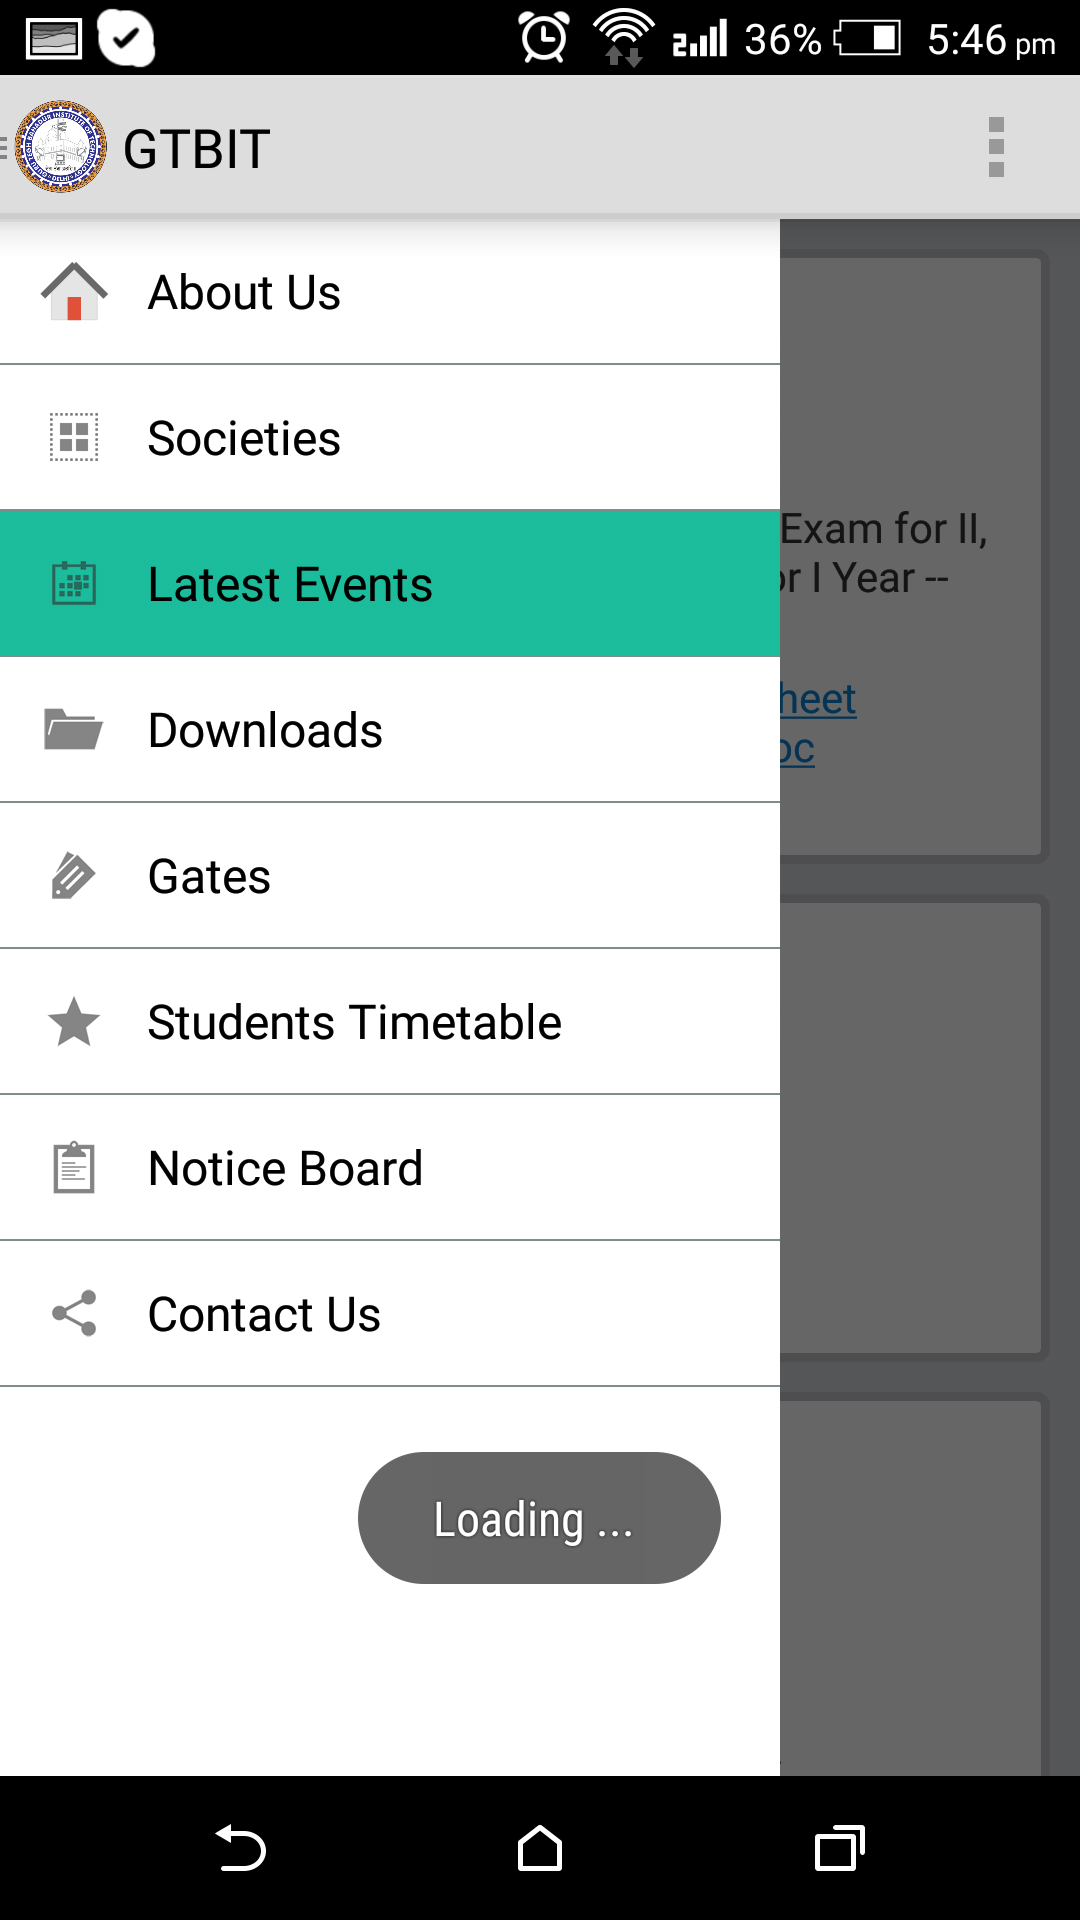 2 36% 5:46 pm
GTBIT
About Us
Societies
Exam for II,
Latest Events
r I Year --
Downloads
heet
Gates
Students Timetable
Notice Board
Contact Us
Loading ...